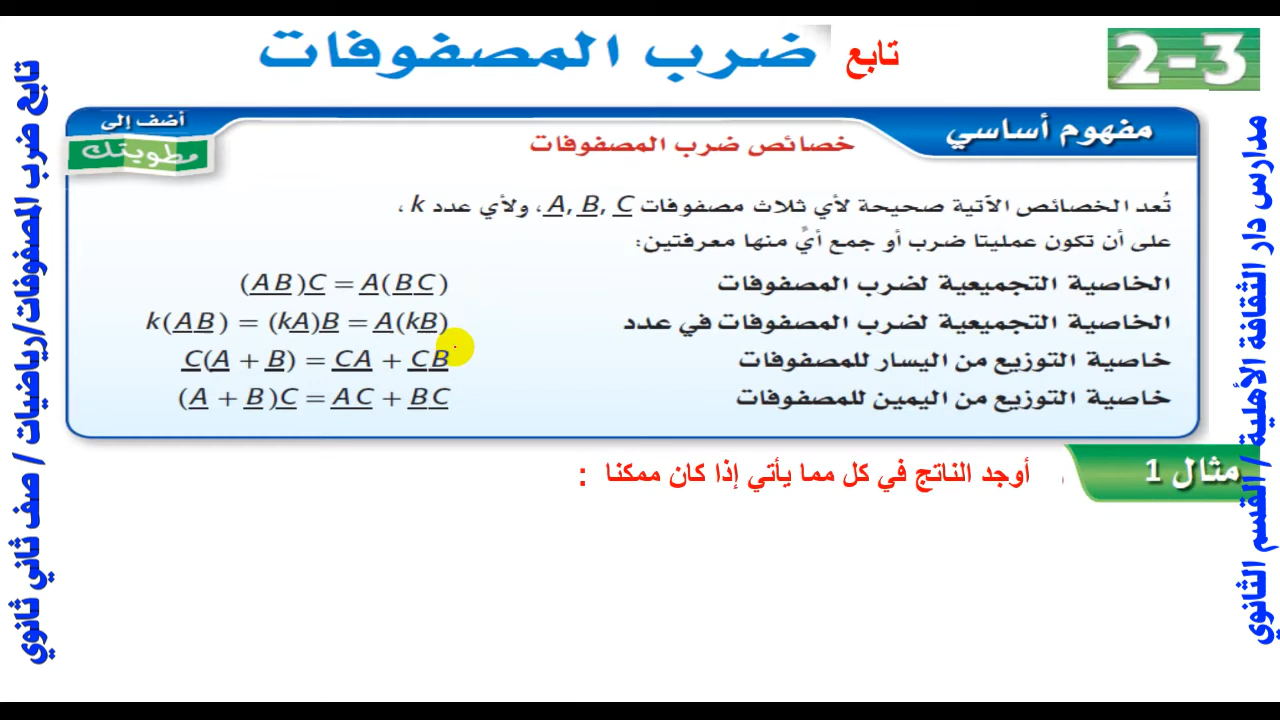 2-3
تابع ضرب المصفوفات
مفهوم أساسي
خصائص ضرب المصفوفات
أضف إلى
مطويتك
تُعد الخصائص الآتية صحيحة لأي ثلاث مصفوفات A, B, C، ولأي عدد k ،
على أن تكون عمليتا ضرب أو جمع أيٍّ منها معرفتين:
الخاصية التجميعية لضرب المصفوفات (AB)C = A(BC)
الخاصية التجميعية لضرب المصفوفات في عدد k(AB) = (kA)B = A(kB)
خاصية التوزيع من اليسار للمصفوفات C(A + B) = CA + CB
خاصية التوزيع من اليمين للمصفوفات (A + B)C = AC + BC
مثال 1
أوجد الناتج في كل مما يأتي إذا كان ممكنا :
مدارس دار الثقافة الأهلية / القسم الثانوي
تابع ضرب المصفوفات/رياضيات / صف ثاني ثانوي